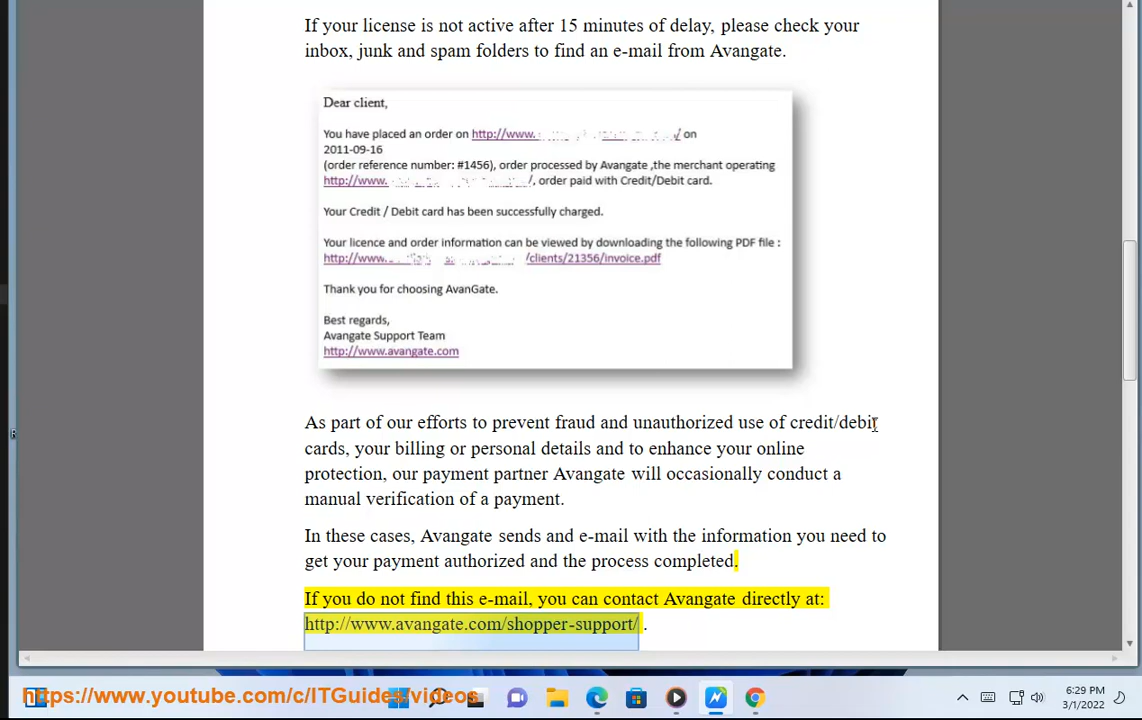 If your license is not active after 15 minutes of delay, please check your
inbox, junk and spam folders to find an e-mail from Avangate.
Dear client,
You have placed an order on http://www. / on
2011-09-16
(order reference number: #1456), order processed by Avangate ,the merchant operating
http://www. /, order paid with Credit/Debit card.
Your Credit / Debit card has been successfully charged.
Your licence and order information can be viewed by downloading the following PDF file :
http://www. /clients/21356/invoice.pdf
Thank you for choosing AvanGate.
Best regards,
Avangate Support Team
http://www.avangate.com
As part of our efforts to prevent fraud and unauthorized use of credit/debit
cards, your billing or personal details and to enhance your online
protection, our payment partner Avangate will occasionally conduct a
manual verification of a payment.
In these cases, Avangate sends and e-mail with the information you need to
get your payment authorized and the process completed.
If you do not find this e-mail, you can contact Avangate directly at:
http://www.avangate.com/shopper-support/ .
https://www.youtube.com/c/ITGuides/videos
6:29 PM
3/1/2022